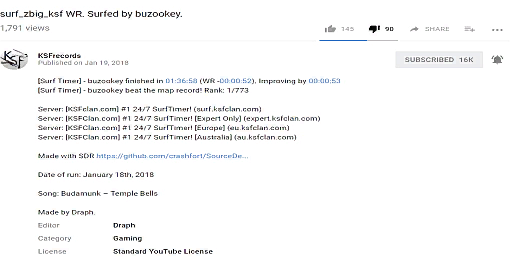 surf_zbig_ksf WR. Surfed by buzookey.
1,791 views
145 90 SHARE
KSF
KSFrecords
Published on Jan 19, 2018
SUBSCRIBED 16K
[Surf Timer] - buzookey finished in 01:36:58 (WR -00:00:52), Improving by 00:00:53
[Surf Timer] - buzookey beat the map record! Rank: 1/773
Server: [KSFclan.com] #1 24/7 SurfTimer! (surf.ksfclan.com)
Server: [KSFclan.com] #1 24/7 SurfTimer! [Expert Only] (expert.ksfclan.com)
Server: [KSFclan.com] #1 24/7 SurfTimer! [Europe] (eu.ksfclan.com)
Server: [KSFclan.com] #1 24/7 SurfTimer! [Australia] (au.ksfclan.com)
Made with SDR https://github.com/crashfort/SourceDe...
Date of run: January 18th, 2018
Song: Budamunk – Temple Bells
Made by Draph.
Editor Draph
Category Gaming
License Standard YouTube License